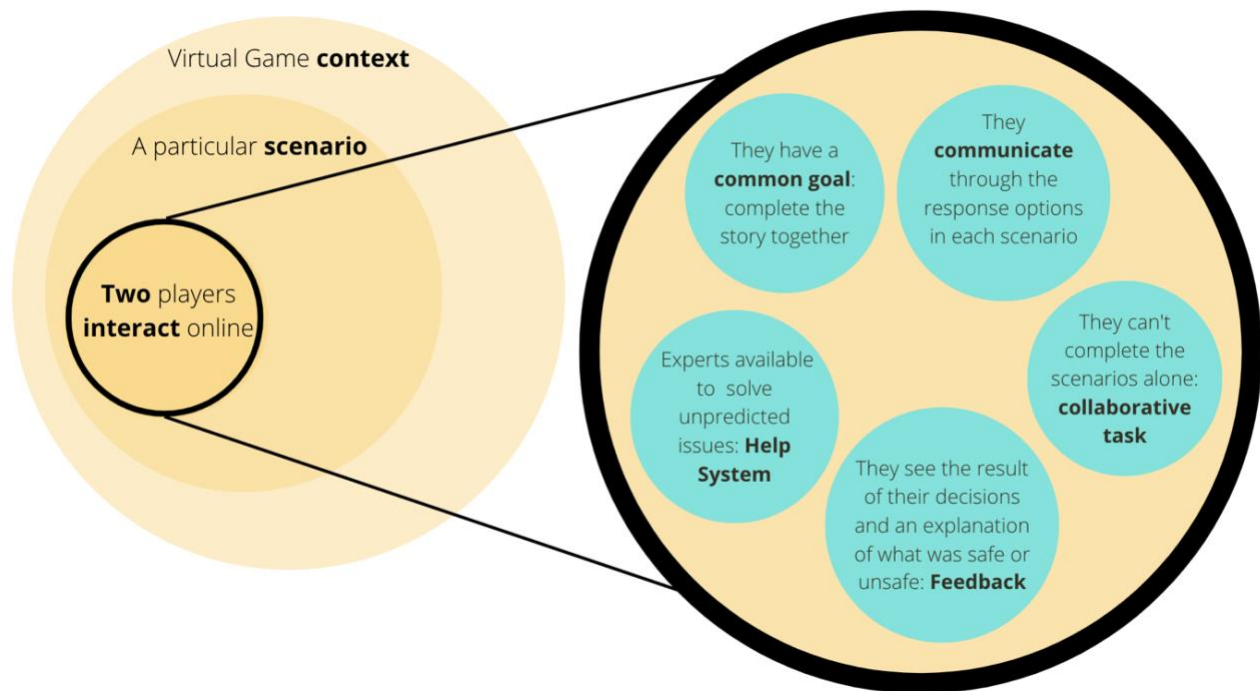 Virtual Game context
A particular scenario
Two players
interact online
They have a
common goal:
complete the
story together
They
communicate
through the
response options
in each scenario
They can't
complete the
scenarios alone:
collaborative
task
Experts available
to solve
unpredicted
issues: Help
System
They see the result
of their decisions
and an explanation
of what was safe or
unsafe: Feedback